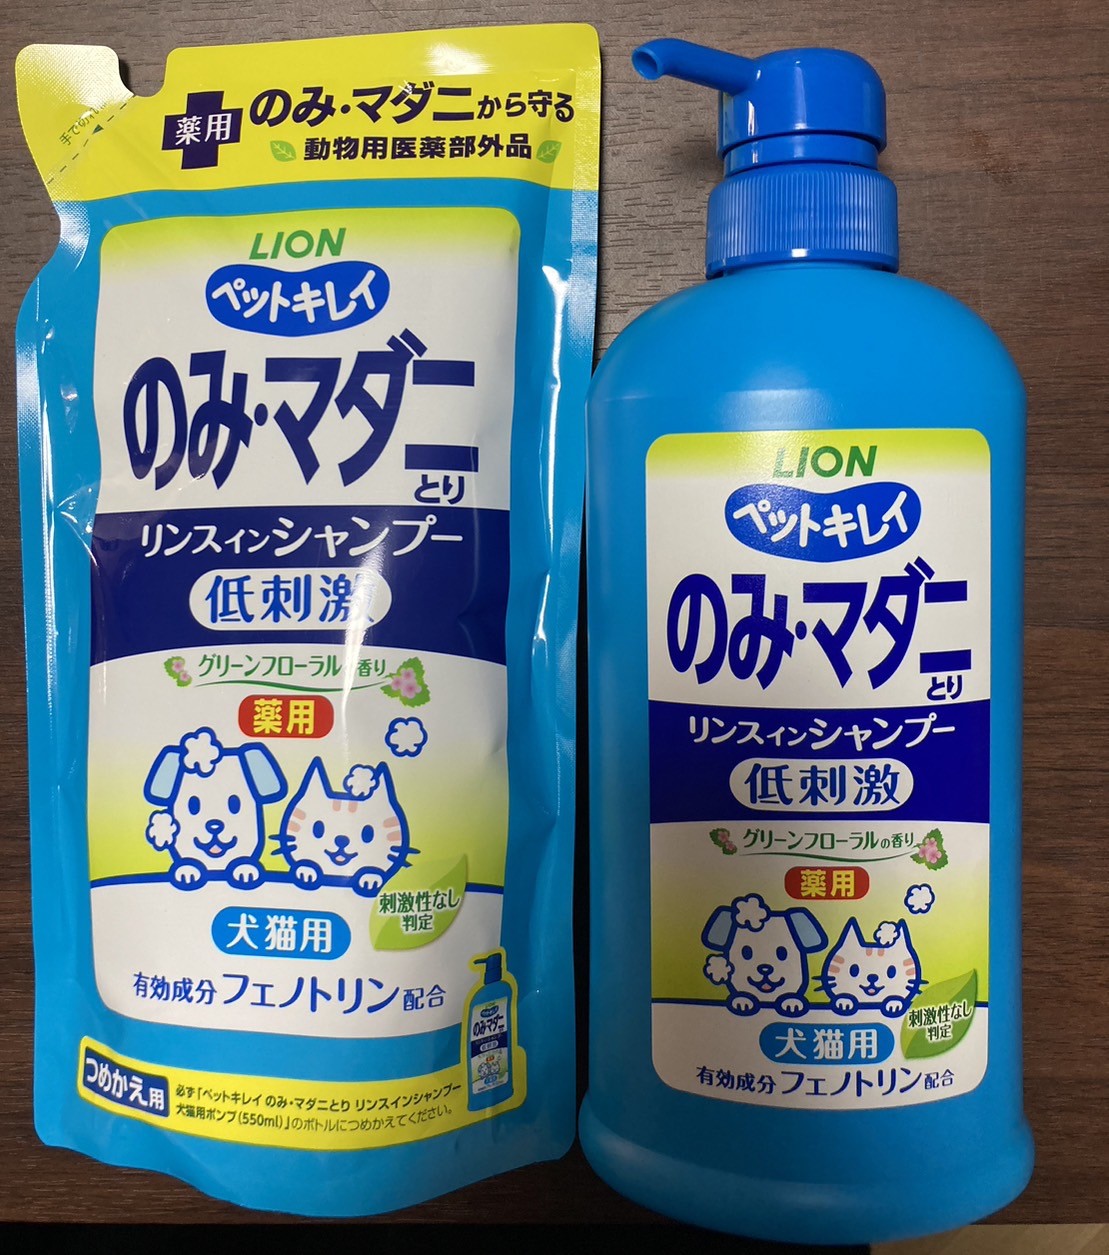 手で切れ
薬用
のみ・マダニから守る
動物用医薬部外品
LION
ペットキレイ
のみ・マダニ
とり
リンスインシャンプー
低刺激
グリーンフローラルの香り
薬用
刺激性なし
判定
犬猫用
有効成分フェノトリン配合
つめかえ用
必ず「ペットキレイ のみ・マダニとり リンスインシャンプー
犬猫用ポンプ(550ml)」のボトルにつめかえてください。
LION
ペットキレイ
のみ・マダニ
とり
リンスインシャンプー
低刺激
グリーンフローラルの香り
薬用
刺激性なし
判定
犬猫用
有効成分フェノトリン配合